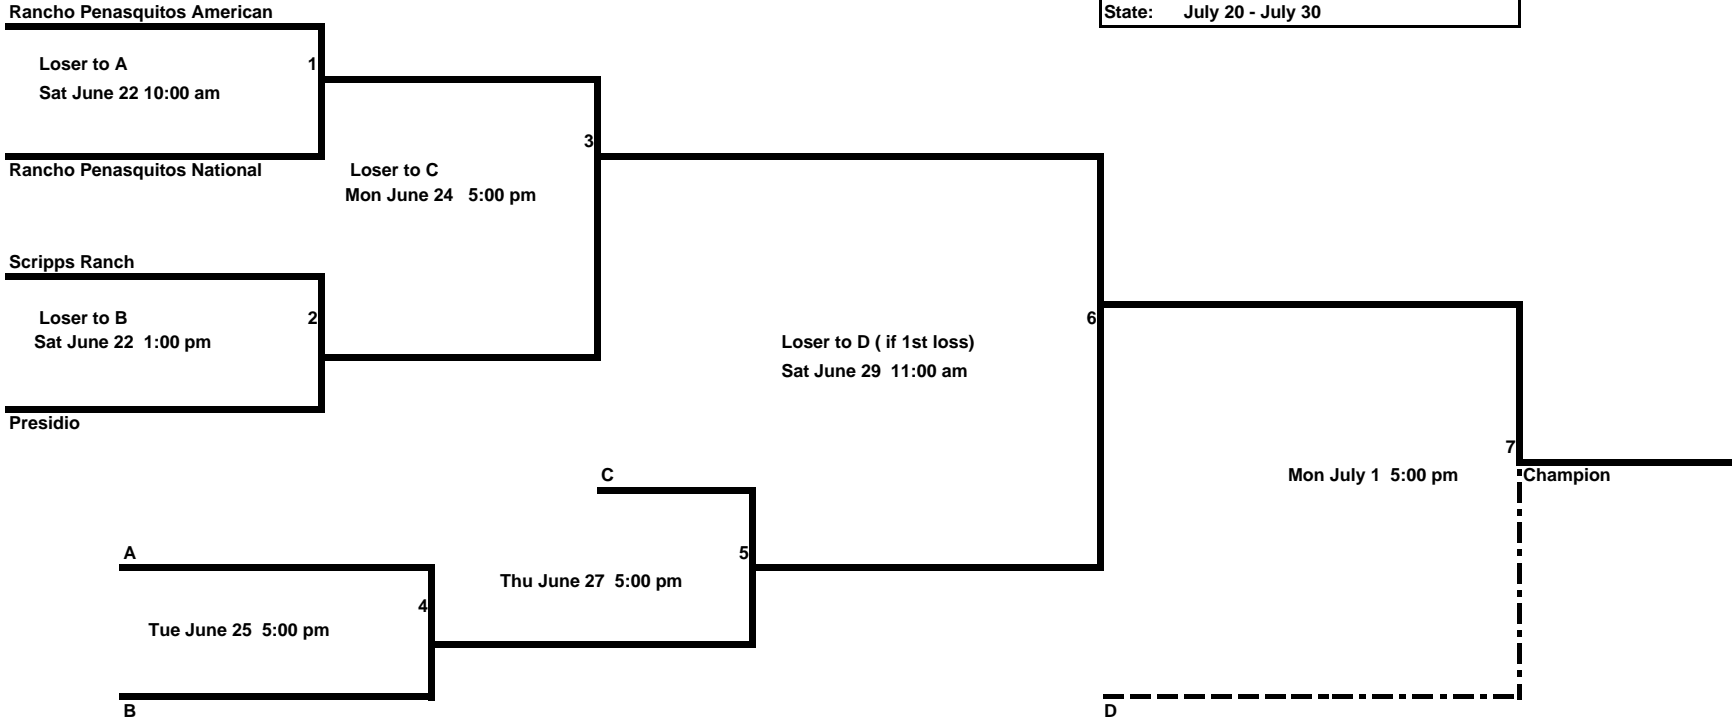 Rancho Penasquitos American
State: July 20 - July 30
Loser to A
1
Sat June 22 10:00 am
3
Rancho Penasquitos National
Loser to C
Mon June 24 5:00 pm
Scripps Ranch
Loser to B
2
Sat June 22 1:00 pm
6
Loser to D ( if 1st loss)
Sat June 29 11:00 am
Presidio
7
C
Mon July 1 5:00 pm
Champion
A
5
Thu June 27 5:00 pm
4
Tue June 25 5:00 pm
B
D